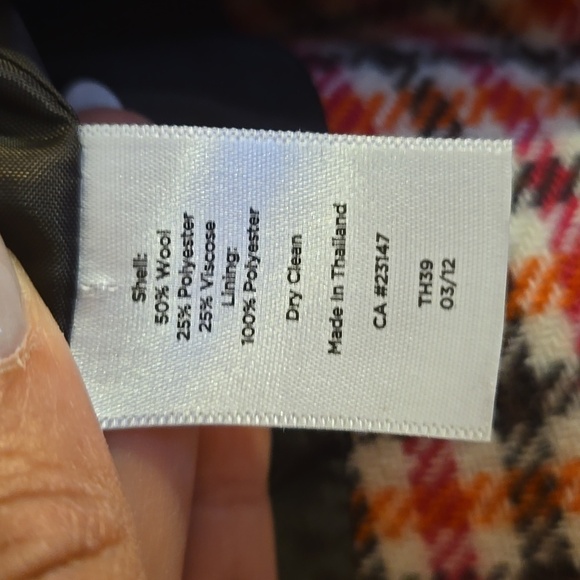 Shell:
50% Wool
25% Polyester
25% Viscose
Lining:
100% Polyester
Dry Clean
Made In Thailand
CA #23147
TH39
03/12